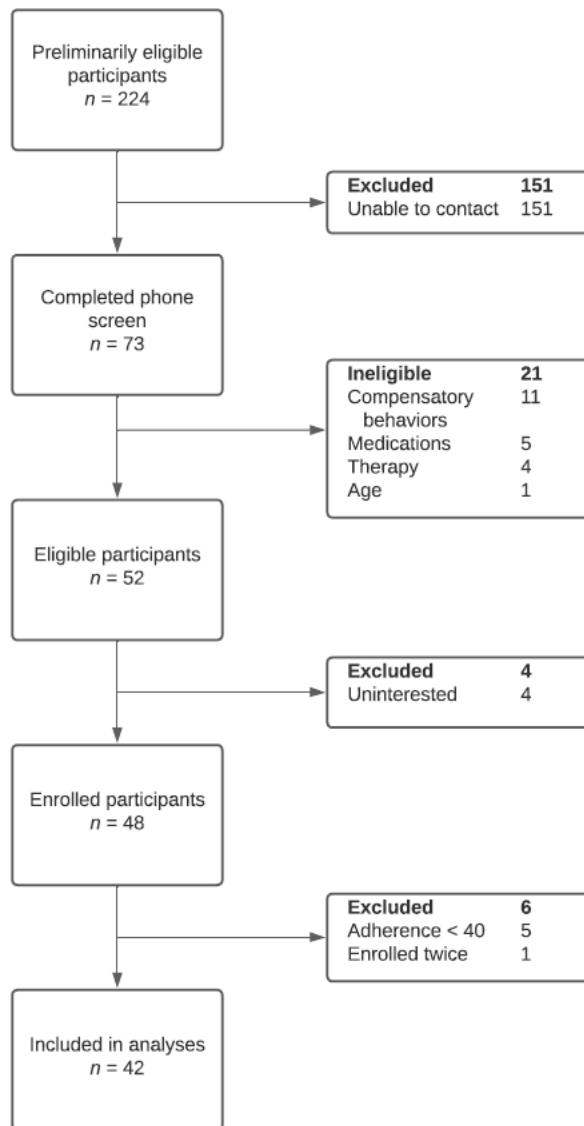 Preliminarily eligible
participants
n = 224
Excluded 151
Unable to contact 151
Completed phone
screen
n = 73
Ineligible 21
Compensatory 11
behaviors
Medications 5
Therapy 4
Age 1
Eligible participants
n = 52
Excluded 4
Uninterested 4
Enrolled participants
n = 48
Excluded 6
Adherence < 40 5
Enrolled twice 1
Included in analyses
n = 42